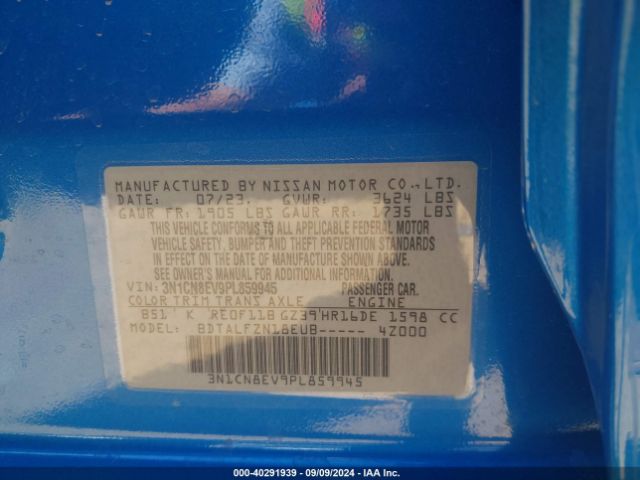 MANUFACTURED BY NISSAN MOTOR CO.,LTD.
DATE: 07/23. GVWR: 3624 LBS
GAWR FR: 1905 LBS GAWR RR: 1735 LBS
THIS VEHICLE CONFORMS TO ALL APPLICABLE FEDERAL MOTOR
VEHICLE SAFETY, BUMPER AND THEFT PREVENTION STANDARDS
IN EFFECT ON THE DATE OF MANUFACTURE SHOWN ABOVE.
SEE OWNER'S MANUAL FOR ADDITIONAL INFORMATION.
VIN: 3N1CN8EV9PL859945 PASSENGER CAR.
COLOR TRIM TRANS AXLE ENGINE
B51 K RE0F11B GZ39 HR16DE 1598 CC
MODEL: BDTALFZN18EUB----- 4Z000
3N1CN8EV9PL859945
000-40291939 - 09/09/2024 - IAA Inc.